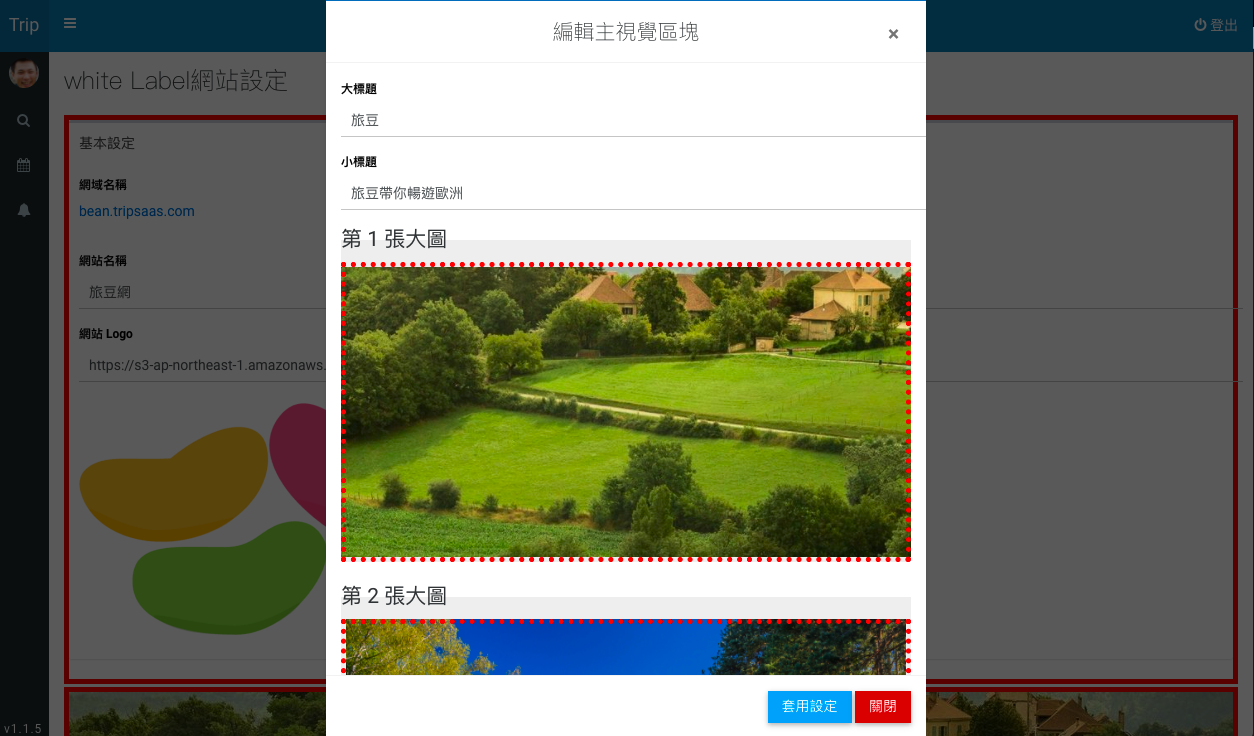 Trip
登出
white Label網站設定
基本設定
網域名稱
bean.tripsaas.com
網站名稱
旅豆網
網站 Logo
https://s3-ap-northeast-1.amazonaws.
v1.1.5
編輯主視覺區塊
×
大標題
旅豆
小標題
旅豆帶你暢遊歐洲
第 1 張大圖
第 2 張大圖
套用設定
關閉